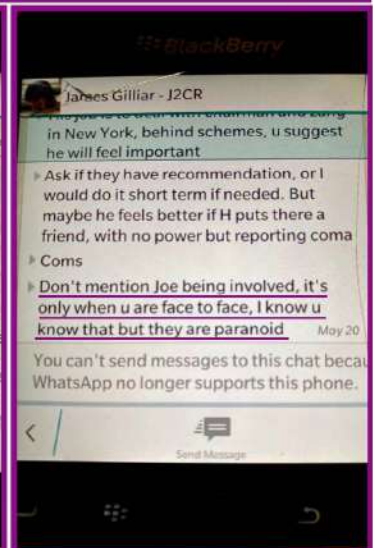 BlackBerry
James Gilliar - J2CR
in New York, behind schemes, u suggest
he will feel important
Ask if they have recommendation, or I
would do it short term if needed. But
maybe he feels better if H puts there a
friend, with no power but reporting coma
Coms
Don't mention Joe being involved, it's
only when u are face to face, I know u
know that but they are paranoid May 20
You can't send messages to this chat becau
WhatsApp no longer supports this phone.
Send Message